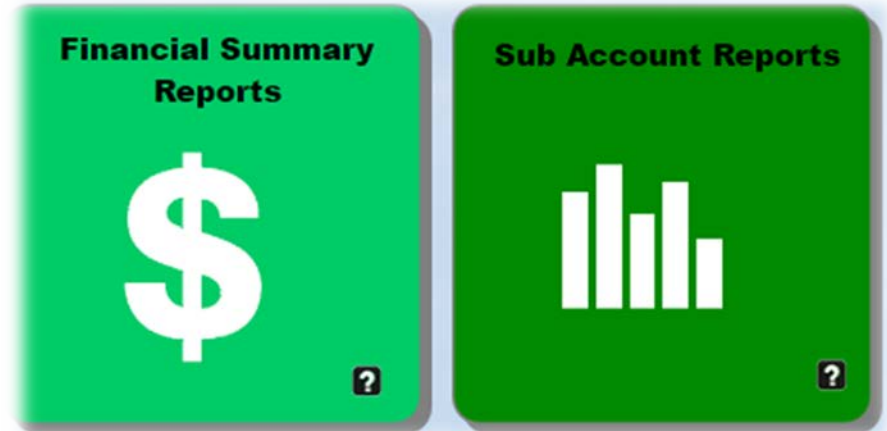 Financial Summary
Reports
$
?
Sub Account Reports
?